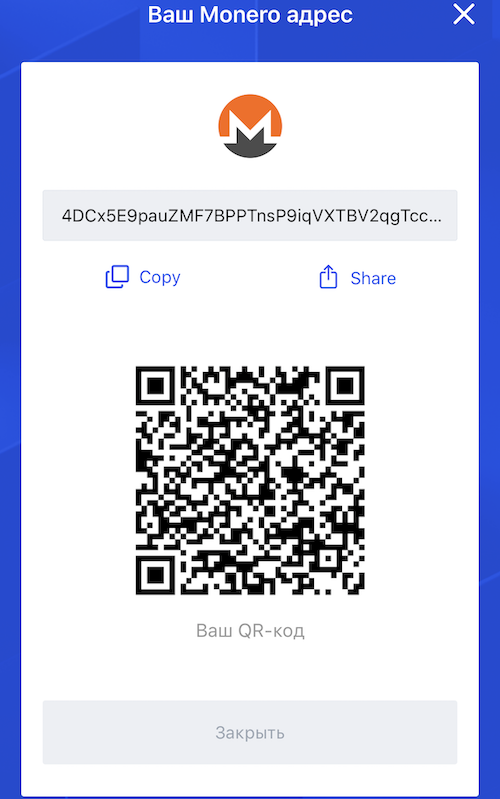 Ваш Monero адрес
4DCx5E9pauZMF7BPPTnsP9iqVXTBV2qgTcc...
Copy
Share
Ваш QR-код
Закрыть